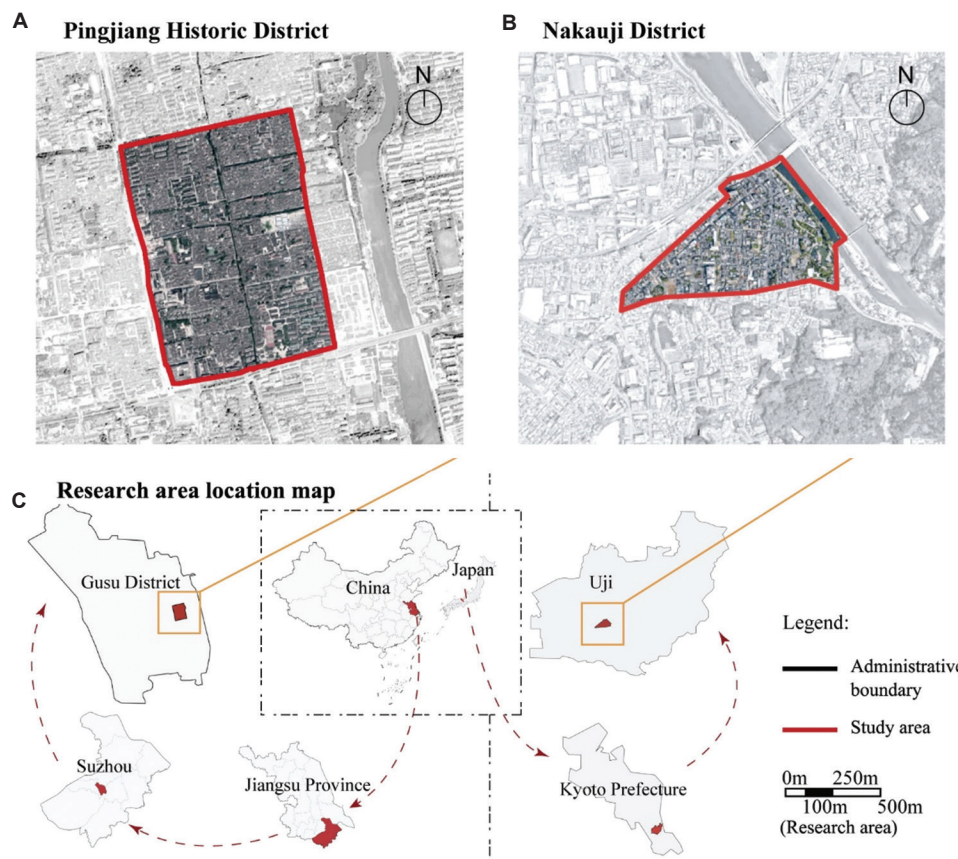 A
Pingjiang Historic District
N
B
Nakauji District
N
C
Research area location map
Gusu District
China
Japan
Uji
Suzhou
Jiangsu Province
Kyoto Prefecture
Legend:
Administrative
boundary
Study area
0m 250m
100m 500m
(Research area)